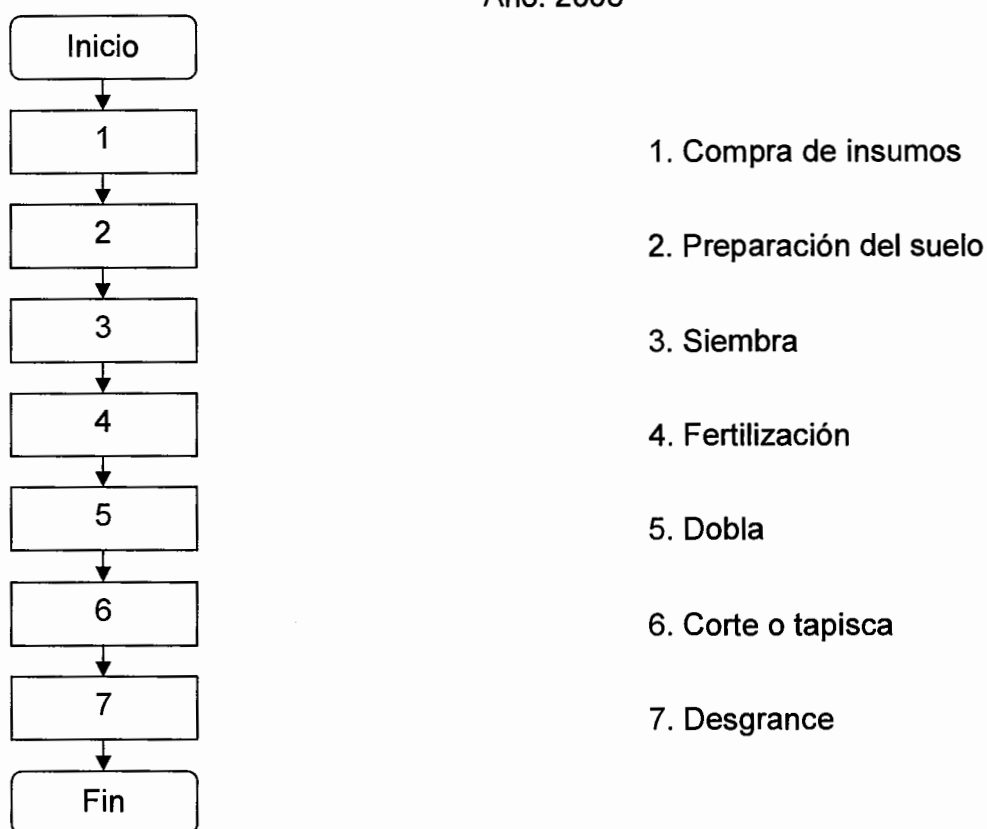 Inicio
1
1. Compra de insumos
2
2. Preparación del suelo
3
3. Siembra
4
4. Fertilización
5
5. Dobla
6
6. Corte o tapisca
7
7. Desgrance
Fin